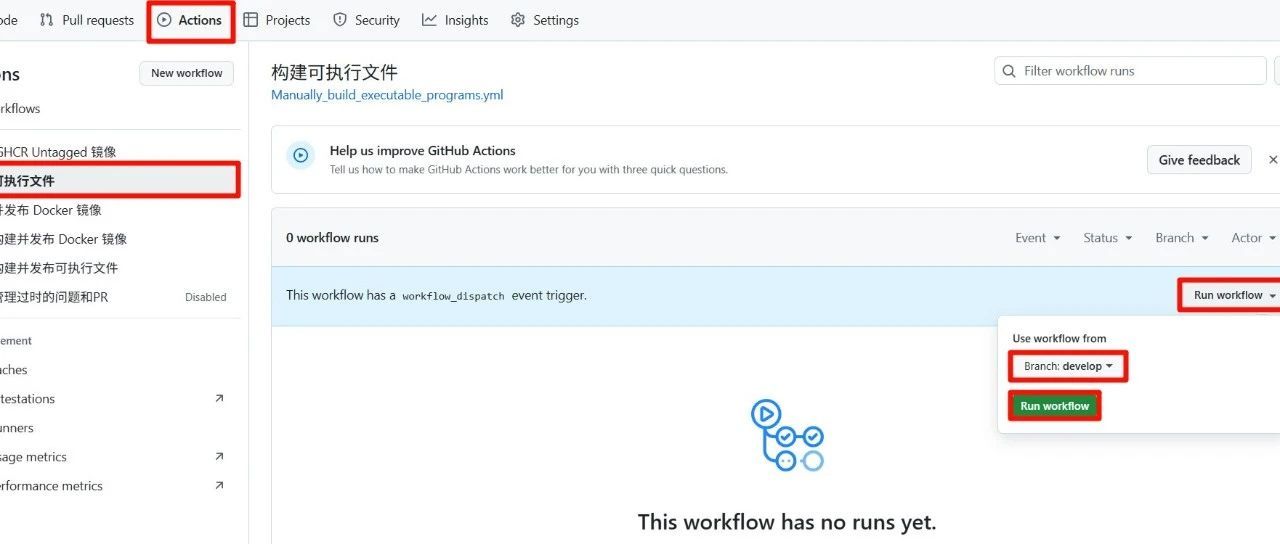 ode Pull requests Actions Projects Security Insights Settings
ons
New workflow
rkflows
GHCR Untagged 镜像
可执行文件
并发布 Docker 镜像
构建并发布 Docker 镜像
构建并发布可执行文件
管理过时的问题和PR Disabled
ement
aches
testations
nners
sage metrics
erformance metrics
构建可执行文件
Manually_build_executable_programs.yml
Filter workflow runs
Help us improve GitHub Actions
Tell us how to make GitHub Actions work better for you with three quick questions.
Give feedback
0 workflow runs
Event Status Branch Actor
This workflow has a workflow_dispatch event trigger.
Run workflow
Use workflow from
Branch: develop
Run workflow
This workflow has no runs yet.